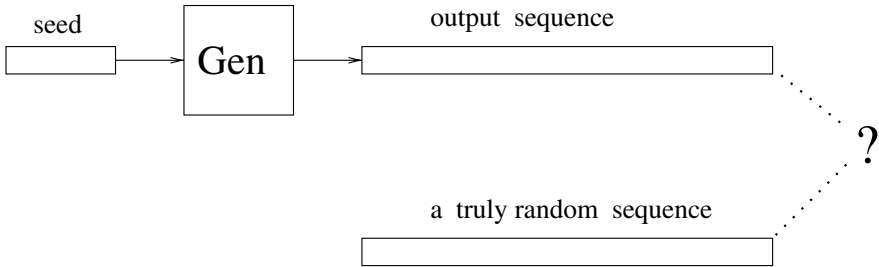 seed
output sequence
Gen
?
a truly random sequence